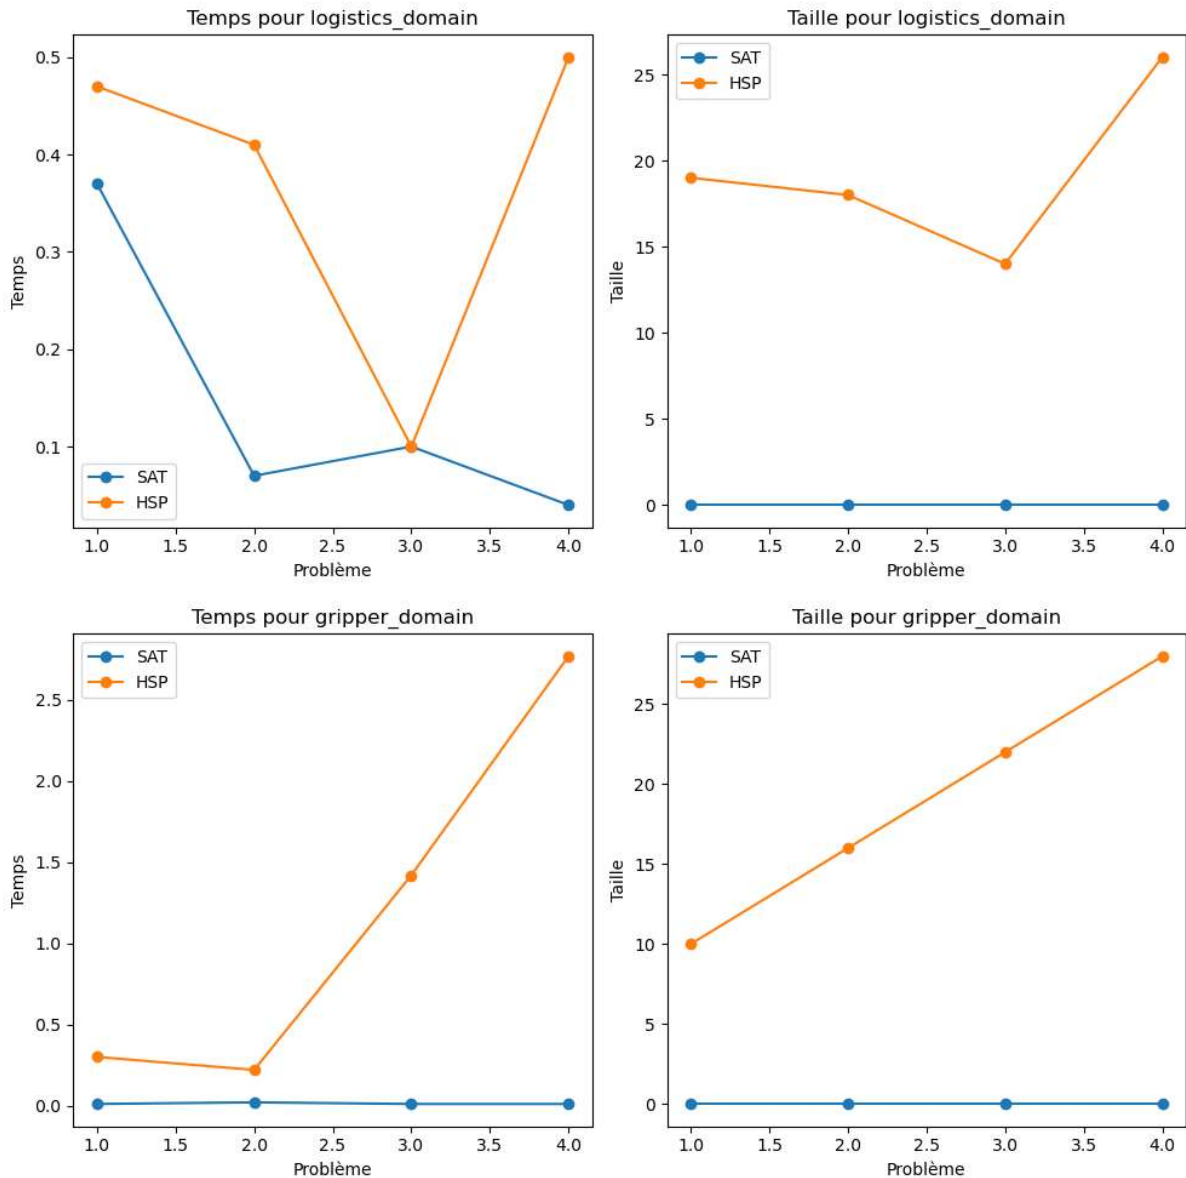 Temps pour logistics_domain
0.5
0.4
0.3
0.2
0.1
Temps
SAT
HSP
1.0 1.5 2.0 2.5 3.0 3.5 4.0
Problème
Taille pour logistics_domain
SAT
HSP
25
20
15
10
5
0
Taille
1.0 1.5 2.0 2.5 3.0 3.5 4.0
Problème
Temps pour gripper_domain
SAT
HSP
2.5
2.0
1.5
1.0
0.5
0.0
Temps
1.0 1.5 2.0 2.5 3.0 3.5 4.0
Problème
Taille pour gripper_domain
SAT
HSP
25
20
15
10
5
0
Taille
1.0 1.5 2.0 2.5 3.0 3.5 4.0
Problème